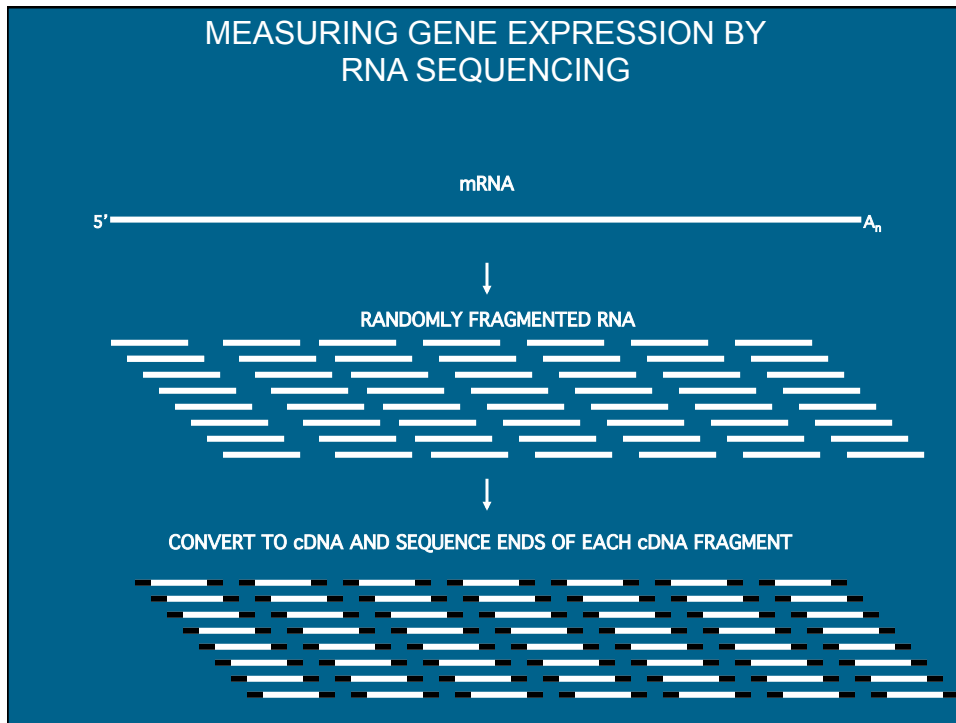 MEASURING GENE EXPRESSION BY
RNA SEQUENCING
mRNA
5’ Aₙ
RANDOMLY FRAGMENTED RNA
CONVERT TO cDNA AND SEQUENCE ENDS OF EACH cDNA FRAGMENT